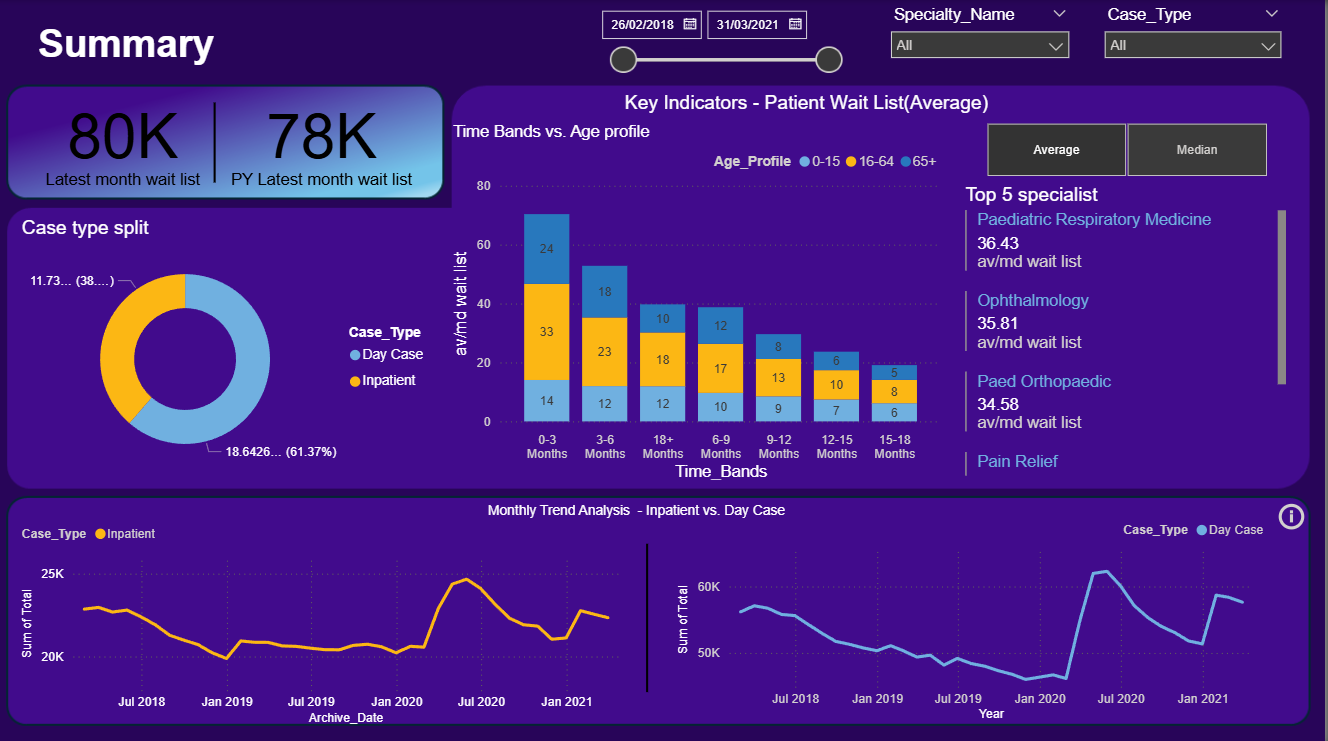 Summary
26/02/2018
31/03/2021
Specialty_Name
All
Case_Type
All
80K
Latest month wait list
78K
PY Latest month wait list
Key Indicators - Patient Wait List(Average)
Time Bands vs. Age profile
Age_Profile 0-15 16-64 65+
av/md wait list
80
60
40
20
0
24
33
14
18
23
12
10
18
12
12
17
10
8
13
9
6
10
7
5
8
6
0-3 Months
3-6 Months
18+ Months
6-9 Months
9-12 Months
12-15 Months
15-18 Months
Time_Bands
Average
Median
Top 5 specialist
Paediatric Respiratory Medicine
36.43
av/md wait list
Ophthalmology
35.81
av/md wait list
Paed Orthopaedic
34.58
av/md wait list
Pain Relief
Case type split
11.73... (38....)
18.6426... (61.37%)
Case_Type
Day Case
Inpatient
Monthly Trend Analysis - Inpatient vs. Day Case
Case_Type Inpatient
Sum of Total
25K
20K
Jul 2018
Jan 2019
Jul 2019
Jan 2020
Jul 2020
Jan 2021
Archive_Date
Case_Type Day Case
Sum of Total
60K
50K
Jul 2018
Jan 2019
Jul 2019
Jan 2020
Jul 2020
Jan 2021
Year